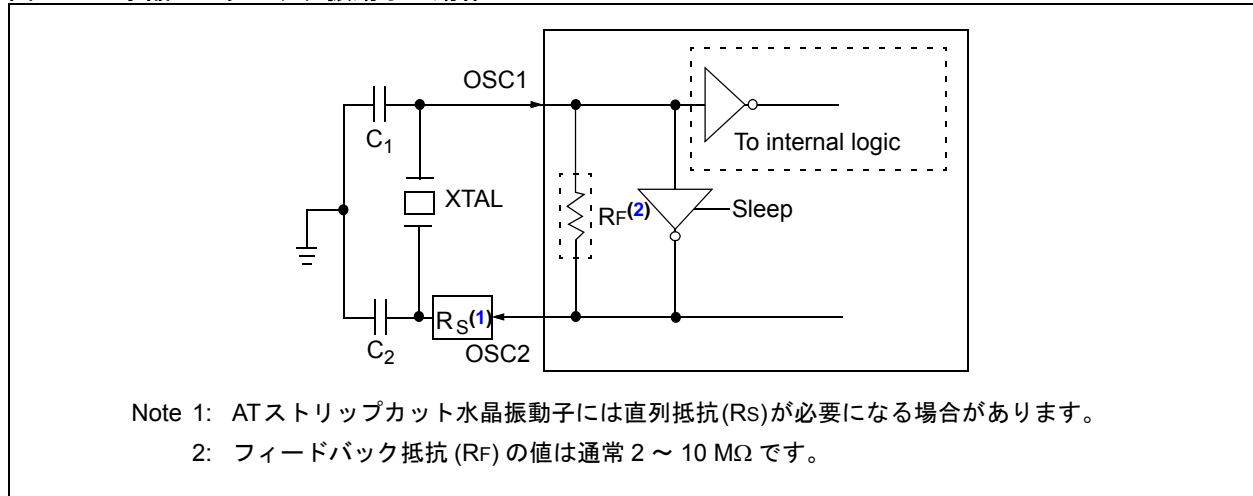 OSC1
C1
To internal logic
XTAL
RF(2)
Sleep
RS(1)
C2
OSC2
Note 1: ATストリップカット水晶振動子には直列抵抗(RS)が必要になる場合があります。
2: フィードバック抵抗 (RF) の値は通常 2 ～ 10 MΩ です。